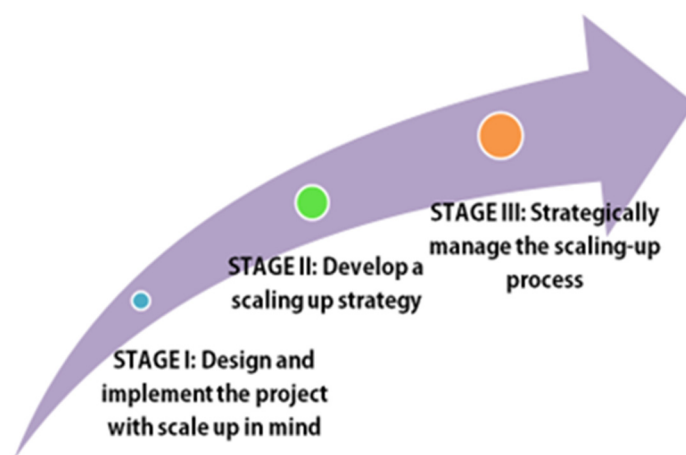 STAGE I: Design and
implement the project
with scale up in mind
STAGE II: Develop a
scaling up strategy
STAGE III: Strategically
manage the scaling-up
process